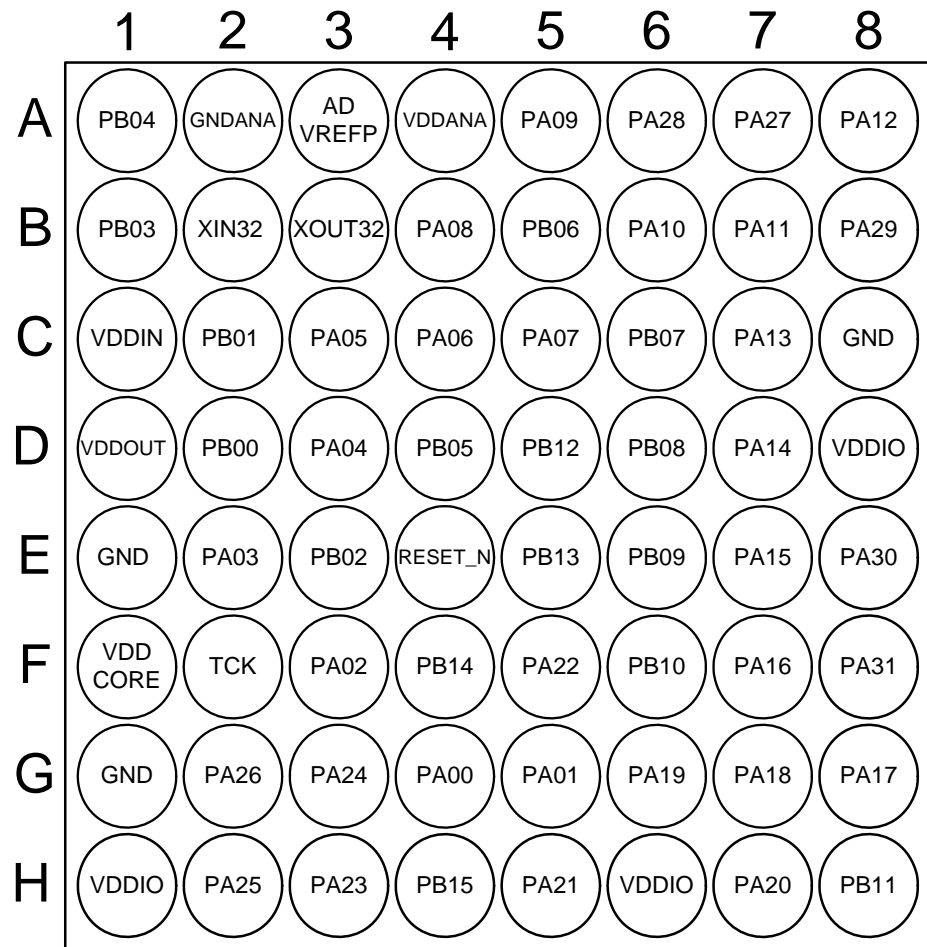 1 2 3 4 5 6 7 8
A PB04 GNDANA AD VREFP VDDANA PA09 PA28 PA27 PA12
B PB03 XIN32 XOUT32 PA08 PB06 PA10 PA11 PA29
C VDDIN PB01 PA05 PA06 PA07 PB07 PA13 GND
D VDDOUT PB00 PA04 PB05 PB12 PB08 PA14 VDDIO
E GND PA03 PB02 RESET_N PB13 PB09 PA15 PA30
F VDD CORE TCK PA02 PB14 PA22 PB10 PA16 PA31
G GND PA26 PA24 PA00 PA01 PA19 PA18 PA17
H VDDIO PA25 PA23 PB15 PA21 VDDIO PA20 PB11